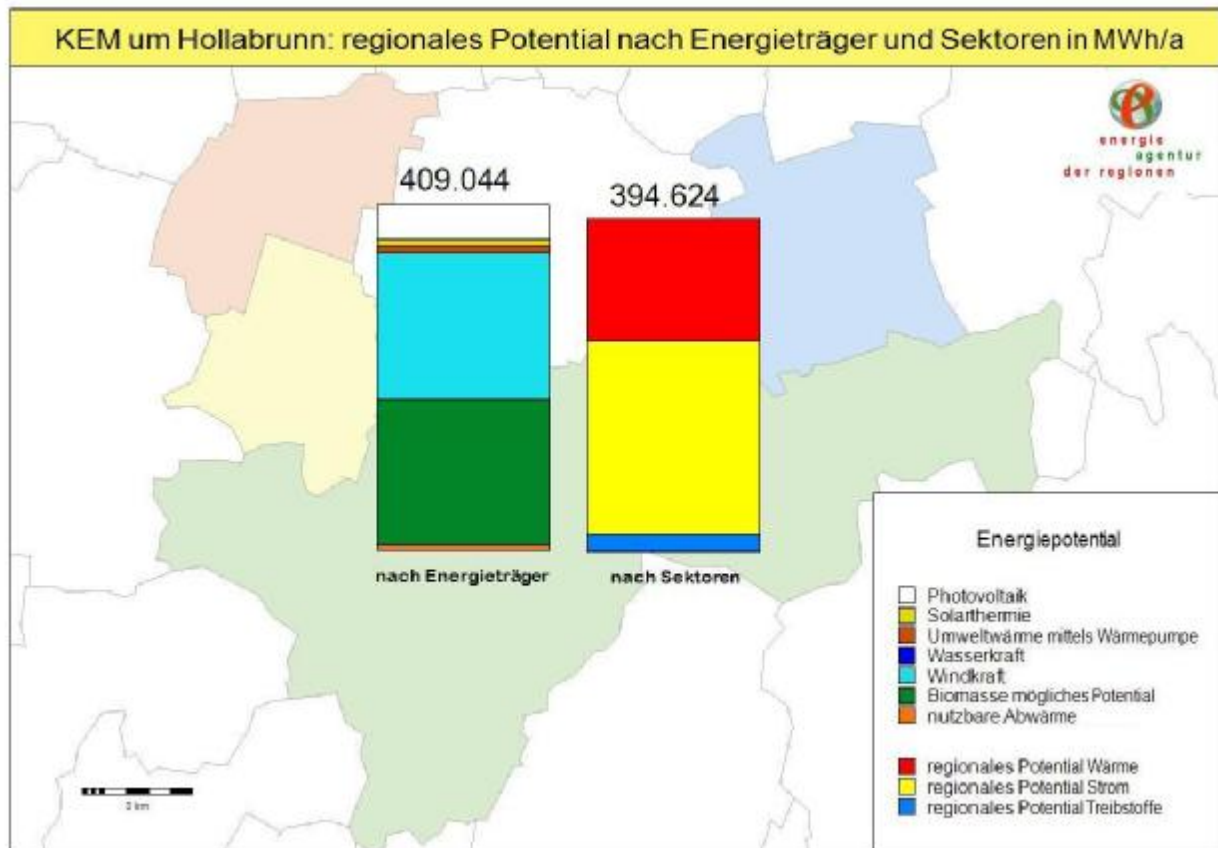 KEM um Hollabrunn: regionales Potential nach Energieträger und Sektoren in MWh/a
energie
agentur
der regionen
409.044
394.624
nach Energieträger
nach Sektoren
Energiepotential
Photovoltaik
Solarthermie
Umweltwärme mittels Wärmepumpe
Wasserkraft
Windkraft
Biomasse mögliches Potential
nutzbare Abwärme
regionales Potential Wärme
regionales Potential Strom
regionales Potential Treibstoffe